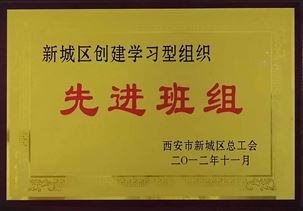 新城区创建学习型组织
先进班组
西安市新城区总工会
二〇一二年十一月